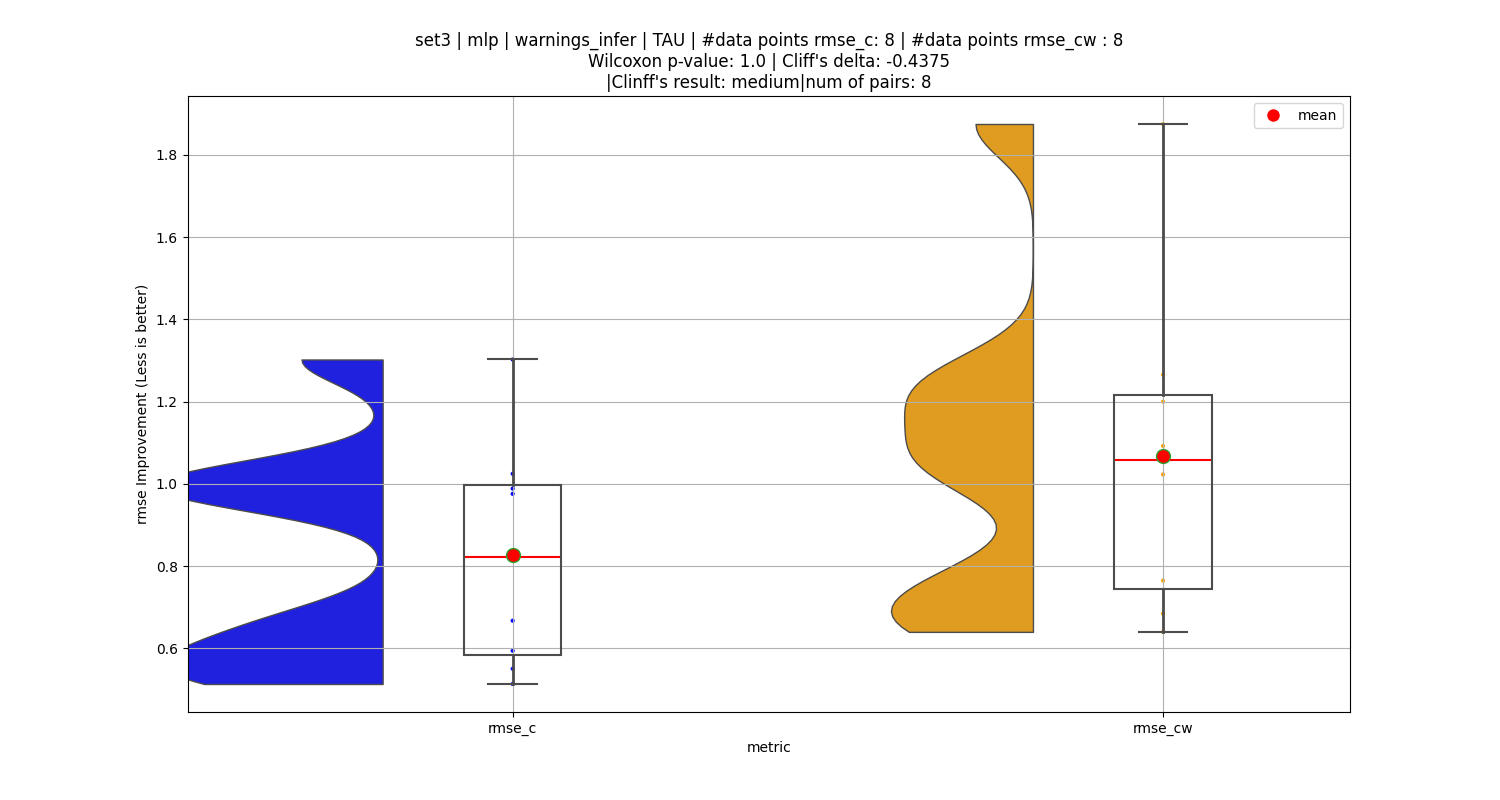 set3 | mlp | warnings_infer | TAU | #data points rmse_c: 8 | #data points rmse_cw : 8
Wilcoxon p-value: 1.0 | Cliff's delta: -0.4375
|Clinff's result: medium|num of pairs: 8
mean
1.8
1.6
1.4
1.2
1.0
0.8
0.6
rmse Improvement (Less is better)
rmse_c
rmse_cw
metric